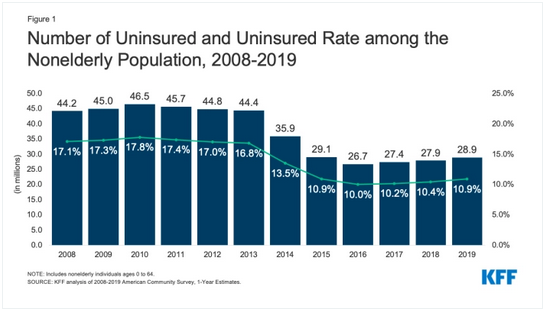 Figure 1
Number of Uninsured and Uninsured Rate among the
Nonelderly Population, 2008-2019
50.0
45.0
40.0
35.0
30.0
25.0
20.0
15.0
10.0
5.0
0.0
(in millions)
44.2 45.0 46.5 45.7 44.8 44.4 35.9 29.1 26.7 27.4 27.9 28.9
17.1% 17.3% 17.8% 17.4% 17.0% 16.8% 13.5% 10.9% 10.0% 10.2% 10.4% 10.9%
25.0%
20.0%
15.0%
10.0%
5.0%
0.0%
2008 2009 2010 2011 2012 2013 2014 2015 2016 2017 2018 2019
NOTE: Includes nonelderly individuals ages 0 to 64.
SOURCE: KFF analysis of 2008-2019 American Community Survey, 1-Year Estimates.
KFF